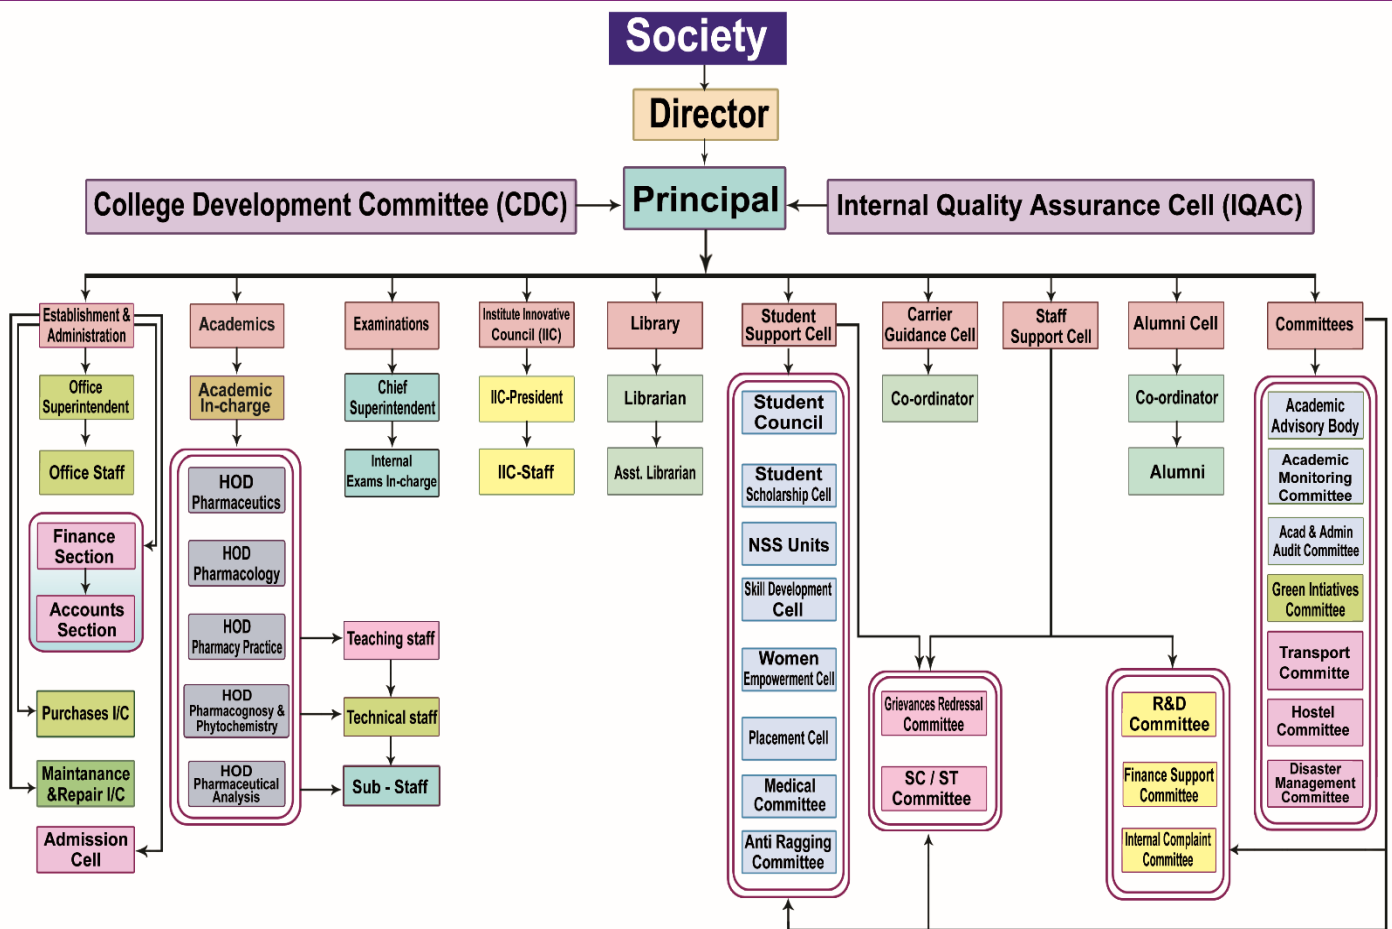 Society
Director
College Development Committee (CDC)
Principal
Internal Quality Assurance Cell (IQAC)
Establishment &
Administration
Academics
Examinations
Institute Innovative
Council (IIC)
Library
Student
Support Cell
Carrier
Guidance Cell
Staff
Support Cell
Alumni Cell
Committees
Office
Superintendent
Office Staff
Finance
Section
Accounts
Section
Purchases I/C
Maintanance
&Repair I/C
Admission
Cell
Academic
In-charge
HOD
Pharmaceutics
HOD
Pharmacology
HOD
Pharmacy Practice
HOD
Pharmacognosy &
Phytochemistry
HOD
Pharmaceutical
Analysis
Chief
Superintendent
Internal
Exams In-charge
Teaching staff
Technical staff
Sub - Staff
IIC-President
IIC-Staff
Librarian
Asst. Librarian
Student
Council
Student
Scholarship Cell
NSS Units
Skill Development
Cell
Women
Empowerment Cell
Placement Cell
Medical
Committee
Anti Ragging
Committee
Co-ordinator
Grievances Redressal
Committee
SC / ST
Committee
Co-ordinator
Alumni
R&D
Committee
Finance Support
Committee
Internal Complaint
Committee
Academic
Advisory Body
Academic
Monitoring
Committee
Acad & Admin
Audit Committee
Green Intiatives
Committee
Transport
Committe
Hostel
Committee
Disaster
Management
Committee